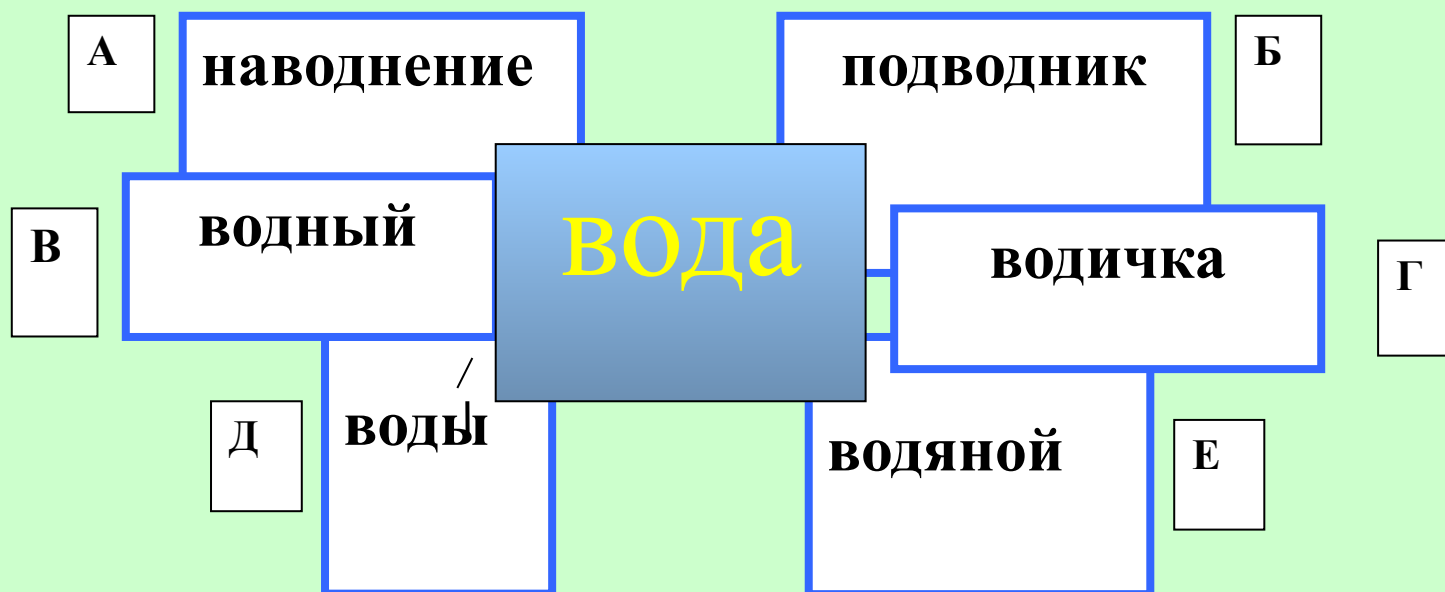 А
наводнение
подводник
Б
В
водный
вода
водичка
Г
Д
воды
водяной
Е